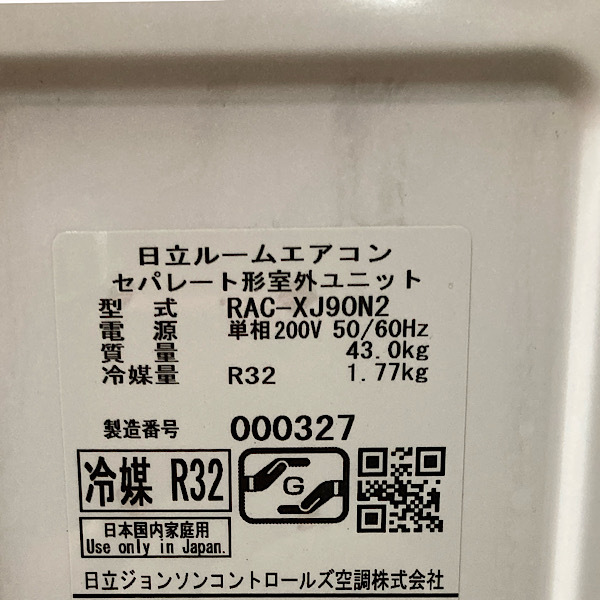 日立ルームエアコン
セパレート形室外ユニット
型式 RAC-XJ90N2
電源 単相200V 50/60Hz
質量 43.0kg
冷媒量 R32 1.77kg
製造番号 000327
冷媒 R32
G
日本国内家庭用
Use only in Japan.
日立ジョンソンコントロールズ空調株式会社